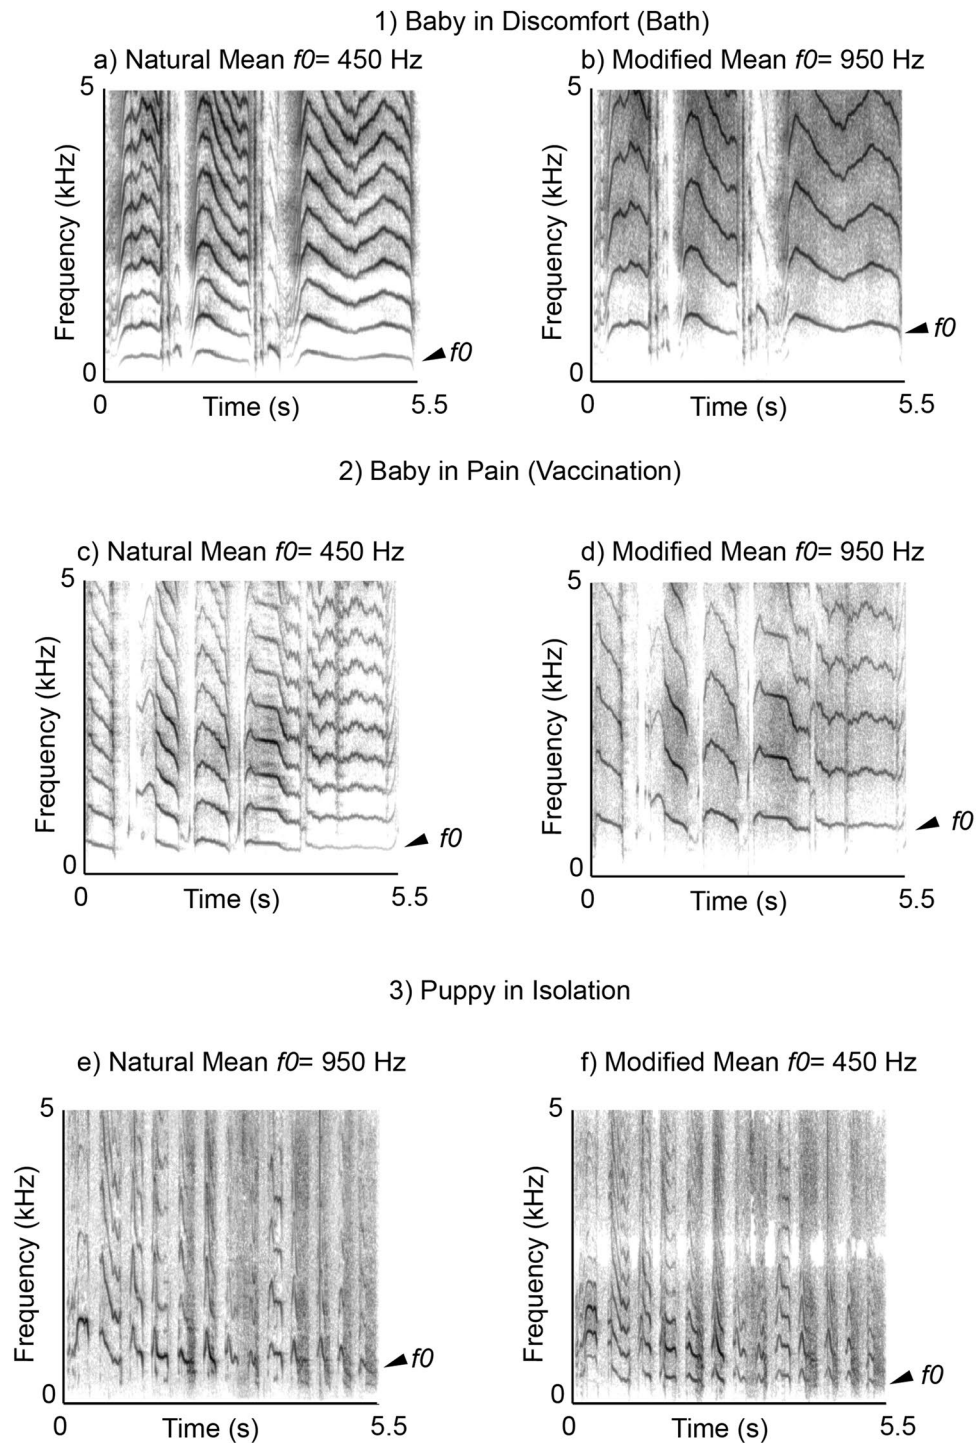 1) Baby in Discomfort (Bath)
a) Natural Mean f0= 450 Hz
b) Modified Mean f0= 950 Hz
5
Frequency (kHz)
0
f0
0
Time (s)
5.5
5
Frequency (kHz)
0
f0
0
Time (s)
5.5
2) Baby in Pain (Vaccination)
c) Natural Mean f0= 450 Hz
d) Modified Mean f0= 950 Hz
5
Frequency (kHz)
0
f0
0
Time (s)
5.5
5
Frequency (kHz)
0
f0
0
Time (s)
5.5
3) Puppy in Isolation
e) Natural Mean f0= 950 Hz
f) Modified Mean f0= 450 Hz
5
Frequency (kHz)
0
f0
0
Time (s)
5.5
5
Frequency (kHz)
0
f0
0
Time (s)
5.5